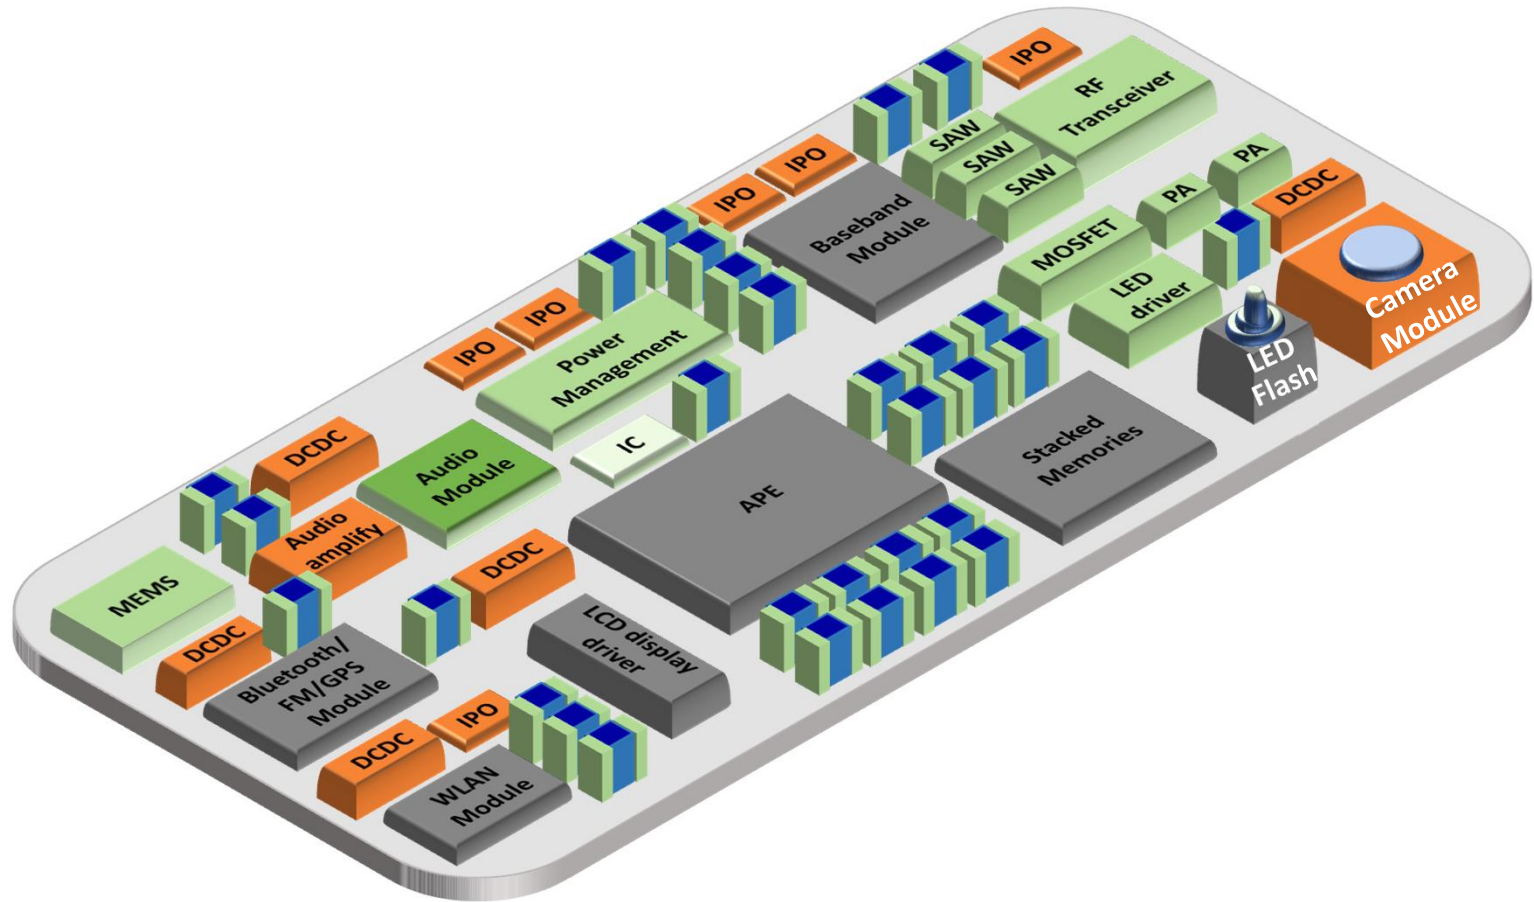 IPO
RF
Transceiver
SAW
SAW
SAW
IPO
IPO
PA
PA
DCDC
Baseband
Module
MOSFET
LED
driver
Camera
Module
LED
Flash
IPO
IPO
Power
Management
IC
Stacked
Memories
APE
DCDC
Audio
Module
Audio
amplify
DCDC
MEMS
DCDC
LCD display
driver
Bluetooth/
FM/GPS
Module
IPO
DCDC
WLAN
Module